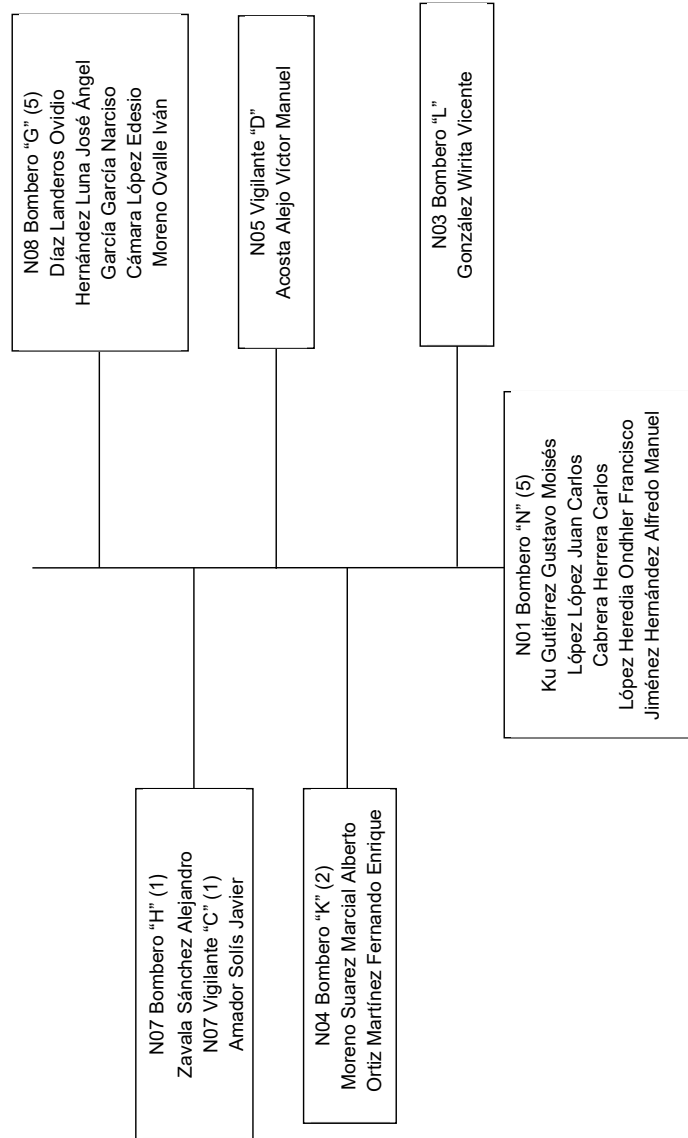 N08 Bombero “G” (5)
Díaz Landeros Ovidio
Hernández Luna José Ángel
García García Narciso
Cámara López Edesio
Moreno Ovalle Iván
N07 Bombero “H” (1)
Zavala Sánchez Alejandro
N07 Vigilante “C” (1)
Amador Solís Javier
N05 Vigilante “D”
Acosta Alejo Víctor Manuel
N04 Bombero “K” (2)
Moreno Suarez Marcial Alberto
Ortiz Martínez Fernando Enrique
N03 Bombero “L”
González Wirita Vicente
N01 Bombero “N” (5)
Ku Gutiérrez Gustavo Moisés
López López Juan Carlos
Cabrera Herrera Carlos
López Heredia Ondhler Francisco
Jiménez Hernández Alfredo Manuel